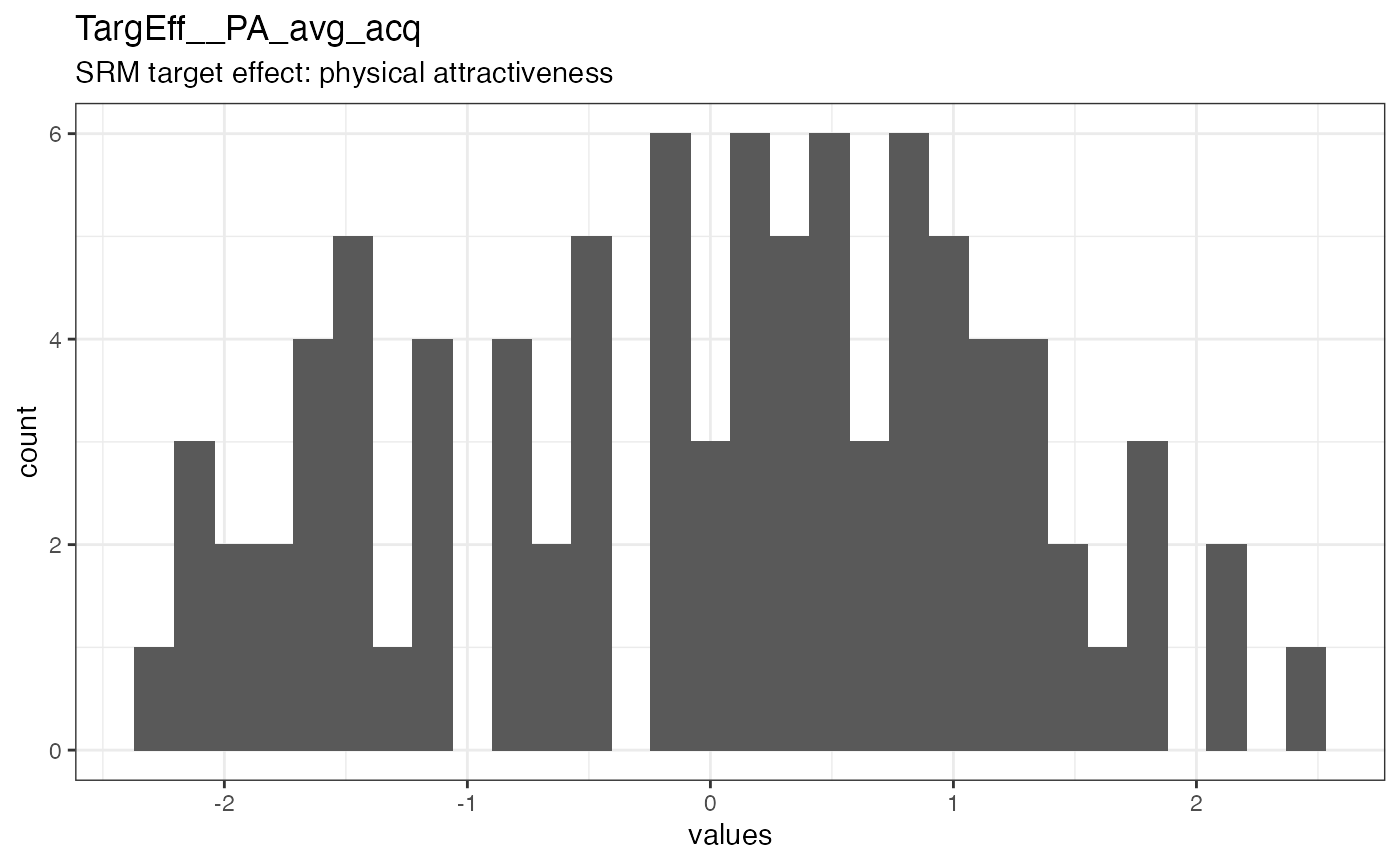 TargEff__PA_avg_acq
SRM target effect: physical attractiveness
6
4
2
0
count
-2 -1 0 1 2
values